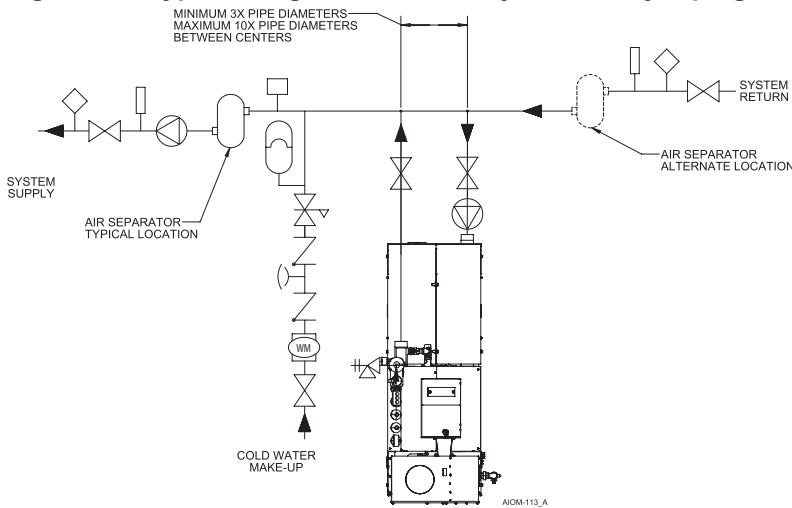 MINIMUM 3X PIPE DIAMETERS
MAXIMUM 10X PIPE DIAMETERS
BETWEEN CENTERS
SYSTEM
RETURN
AIR SEPARATOR
ALTERNATE LOCATION
SYSTEM
SUPPLY
AIR SEPARATOR
TYPICAL LOCATION
WM
COLD WATER
MAKE-UP
AIOM-113_A